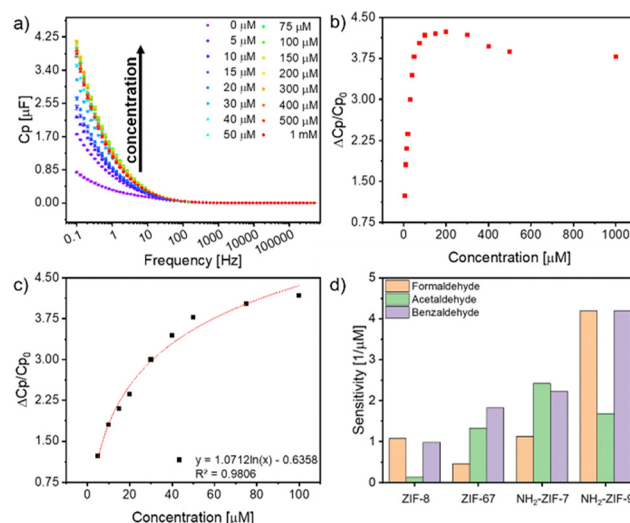 a)
4.25
3.40
2.55
1.70
0.85
0.00
Cp [µF]
concentration
0 µM
5 µM
10 µM
15 µM
20 µM
30 µM
40 µM
50 µM
75 µM
100 µM
150 µM
200 µM
300 µM
400 µM
500 µM
1 mM
0.1 1 10 100 1000 10000 100000
Frequency [Hz]
b)
4.50
3.75
3.00
2.25
1.50
0.75
ΔCp/Cp₀
0 200 400 600 800 1000
Concentration [µM]
c)
4.50
3.75
3.00
2.25
1.50
0.75
ΔCp/Cp₀
y = 1.0712ln(x) - 0.6358
R² = 0.9806
0 20 40 60 80 100
Concentration [µM]
d)
5
4
3
2
1
0
Sensitivity [1/µM]
Formaldehyde
Acetaldehyde
Benzaldehyde
ZIF-8 ZIF-67 NH₂-ZIF-7 NH₂-ZIF-9